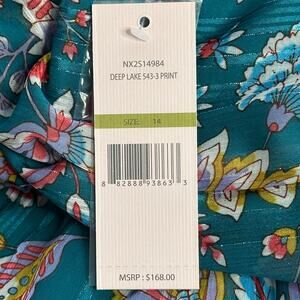 NX2S14984
DEEP LAKE 543-3 PRINT
SIZE: 14
8 82888 93863 3
MSRP : $168.00